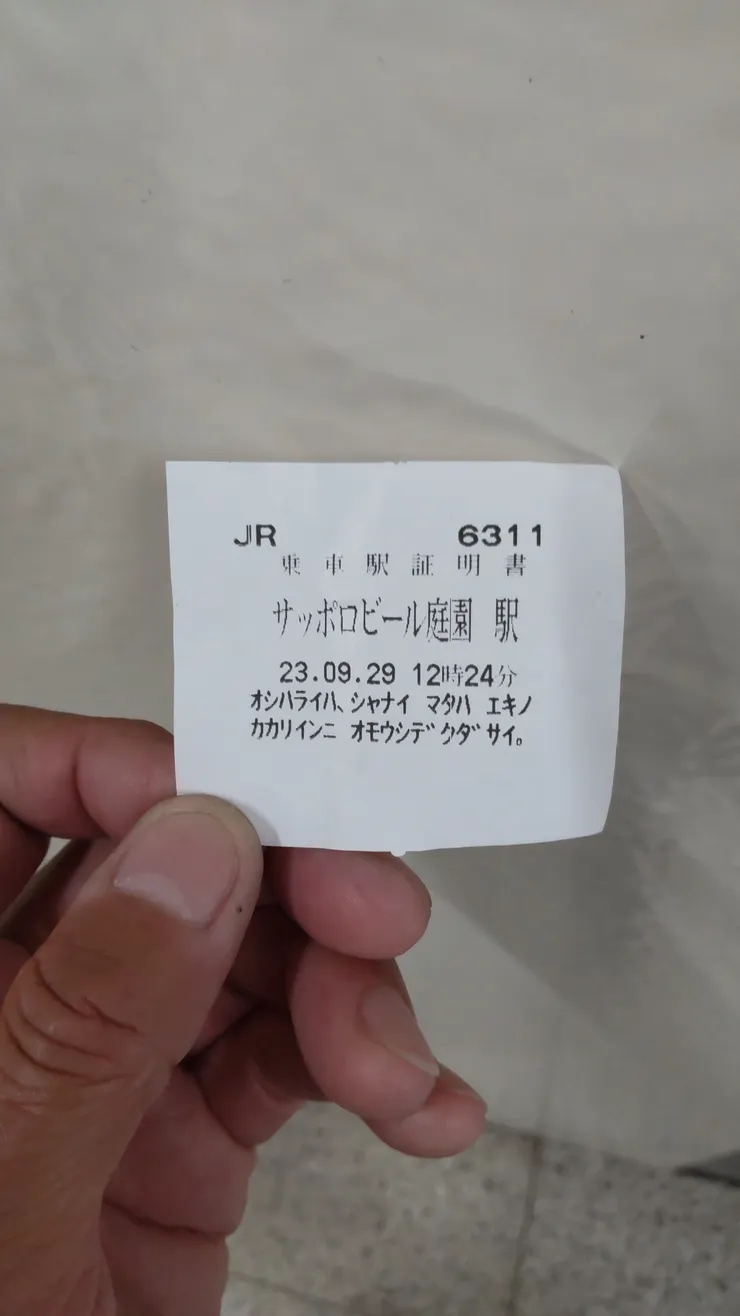 JR 6311
乗車駅証明書
サッポロビール庭園 駅
23.09.29 12時24分
オシハライハ、シャナイ マタハ エキノ
カカリインニ オモウシデクダサイ。